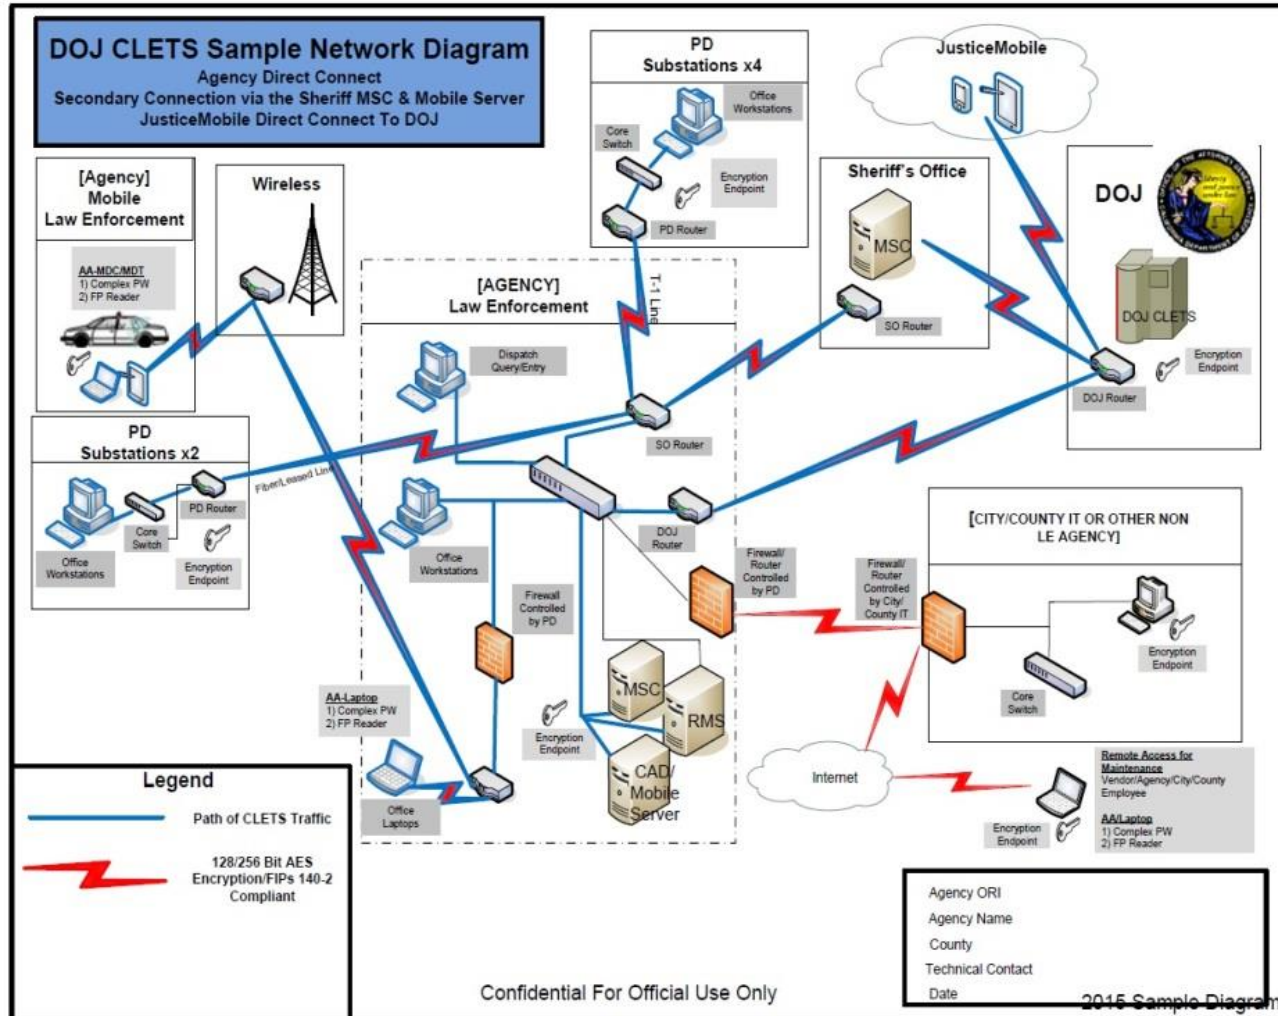 DOJ CLETS Sample Network Diagram
Agency Direct Connect
Secondary Connection via the Sheriff MSC & Mobile Server
JusticeMobile Direct Connect To DOJ
PD
Substations x4
Office
Workstations
Core
Switch
Encryption
Endpoint
PD Router
T-1 Line
JusticeMobile
[Agency]
Mobile
Law Enforcement
AA-MDC/MDT
1) Complex PW
2) FP Reader
Wireless
Sheriff's Office
MSC
SO Router
DOJ
DOJ CLETS
Encryption
Endpoint
DOJ Router
[AGENCY]
Law Enforcement
Dispatch
Query/Entry
SO Router
PD
Substations x2
Fiber/Leased Line
PD Router
Core
Switch
Office
Workstations
Encryption
Endpoint
Office
Workstations
DOJ
Router
Firewall
Controlled
by PD
Firewall/
Router
Controlled
by PD
MSC
RMS
CAD/
Mobile
Server
Encryption
Endpoint
AA-Laptop
1) Complex PW
2) FP Reader
Office
Laptops
[CITY/COUNTY IT OR OTHER NON
LE AGENCY]
Firewall/
Router
Controlled
by City/
County IT
Encryption
Endpoint
Core
Switch
Internet
Encryption
Endpoint
Remote Access for
Maintenance
Vendor/Agency/City/County
Employee
AA/Laptop
1) Complex PW
2) FP Reader
Legend
Path of CLETS Traffic
128/256 Bit AES
Encryption/FIPs 140-2
Compliant
Agency ORI
Agency Name
County
Technical Contact
Date
Confidential For Official Use Only
2015 Sample Diagram